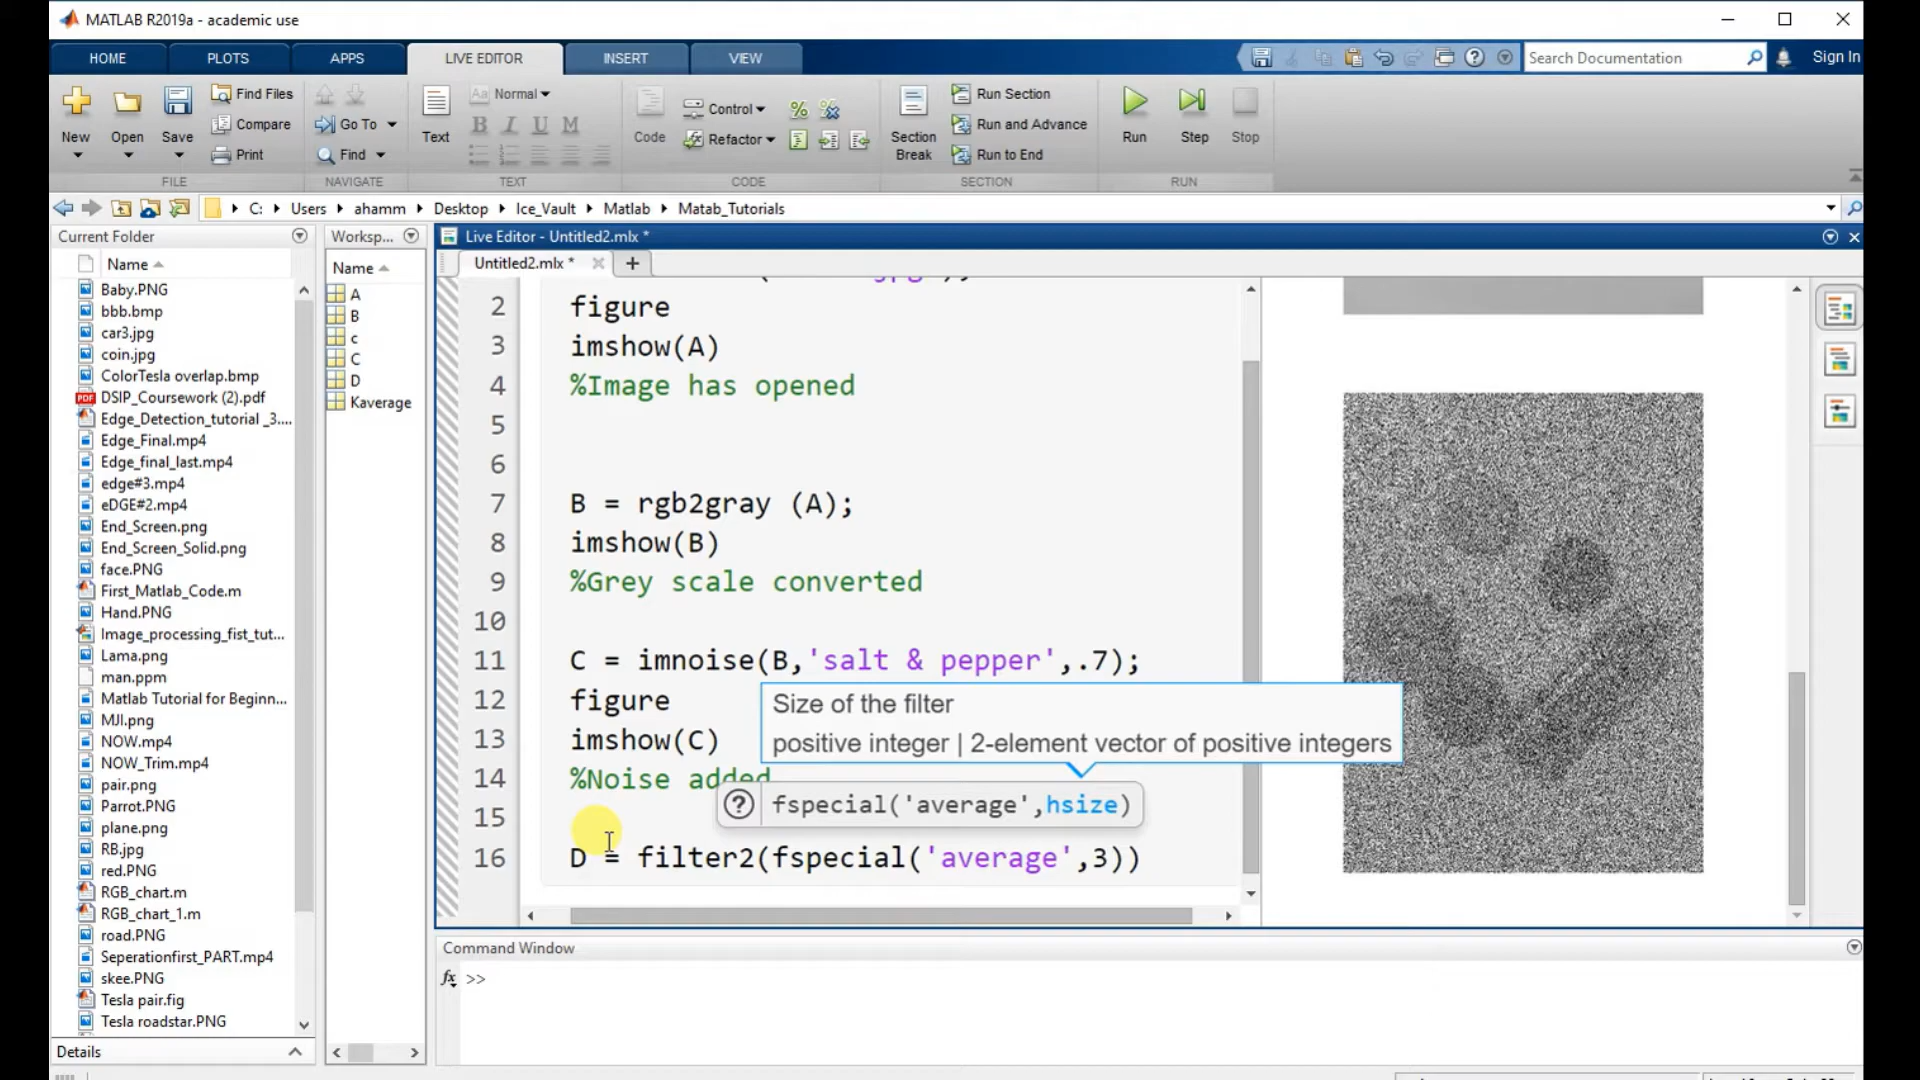 MATLAB R2019a - academic use
HOME PLOTS APPS LIVE EDITOR INSERT VIEW
Search Documentation
Sign In
New Open Save
Find Files
Compare
Print
Go To
Find
Text
Normal
B I U M
Code
Control
Refactor
Section Break
Run Section
Run and Advance
Run to End
Run Step Stop
FILE NAVIGATE TEXT CODE SECTION RUN
C: Users ahamm Desktop Ice_Vault Matlab Matab_Tutorials
Current Folder
Name
Baby.PNG
bbb.bmp
car3.jpg
coin.jpg
ColorTesla overlap.bmp
DSIP_Coursework (2).pdf
Edge_Detection_tutorial _3....
Edge_Final.mp4
Edge_final_last.mp4
edge#3.mp4
eDGE#2.mp4
End_Screen.png
End_Screen_Solid.png
face.PNG
First_Matlab_Code.m
Hand.PNG
Image_processing_fist_tut...
Lama.png
man.ppm
Matlab Tutorial for Beginn...
MJI.png
NOW.mp4
NOW_Trim.mp4
pair.png
Parrot.PNG
plane.png
RB.jpg
red.PNG
RGB_chart.m
RGB_chart_1.m
road.PNG
Seperationfirst_PART.mp4
skee.PNG
Tesla pair.fig
Tesla roadstar.PNG
Details
Worksp...
Name
A
B
c
C
D
Kaverage
Live Editor - Untitled2.mlx *
Untitled2.mlx *
2 figure
3 imshow(A)
4 %Image has opened
5
6
7 B = rgb2gray (A);
8 imshow(B)
9 %Grey scale converted
10
11 C = imnoise(B,'salt & pepper',.7);
12 figure
13 imshow(C)
14 %Noise added
15
16 D = filter2(fspecial('average',3))
Size of the filter
positive integer | 2-element vector of positive integers
fspecial('average',hsize)
Command Window
fx >>